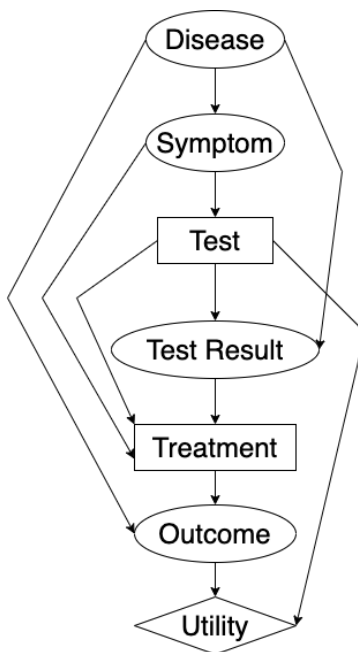 Disease
Symptom
Test
Test Result
Treatment
Outcome
Utility